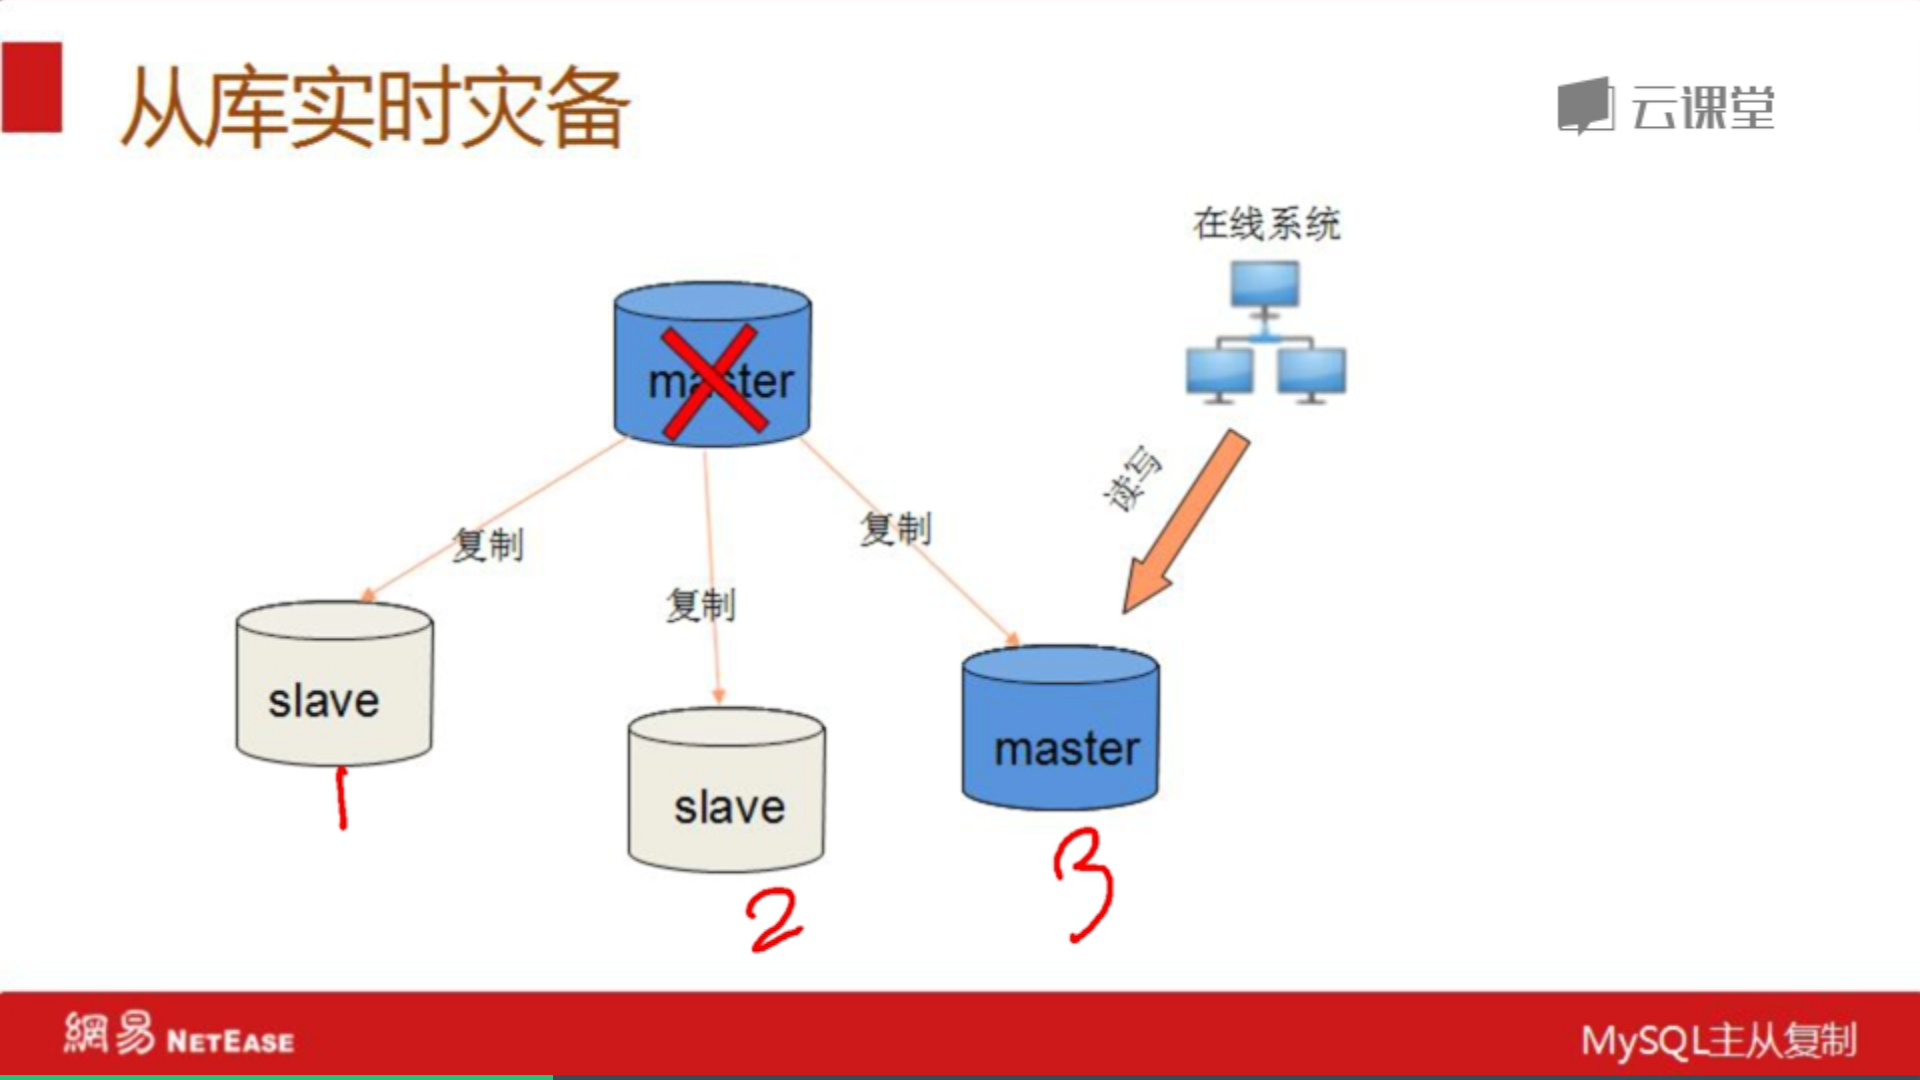 从库实时灾备
云课堂
在线系统
master
读写
复制
复制
复制
slave
slave
master
1
2
3
網易 NETEASE
MySQL主从复制